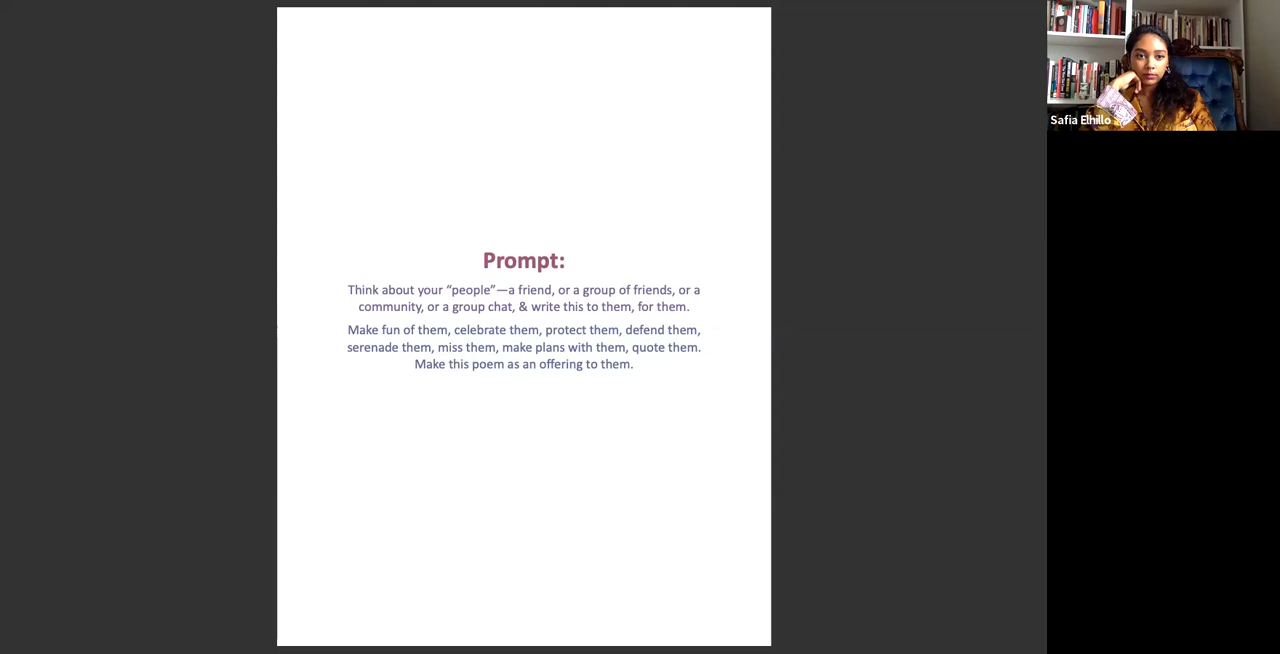 Prompt:
Think about your “people”—a friend, or a group of friends, or a
community, or a group chat, & write this to them, for them.
Make fun of them, celebrate them, protect them, defend them,
serenade them, miss them, make plans with them, quote them.
Make this poem as an offering to them.
Safia Elhillo